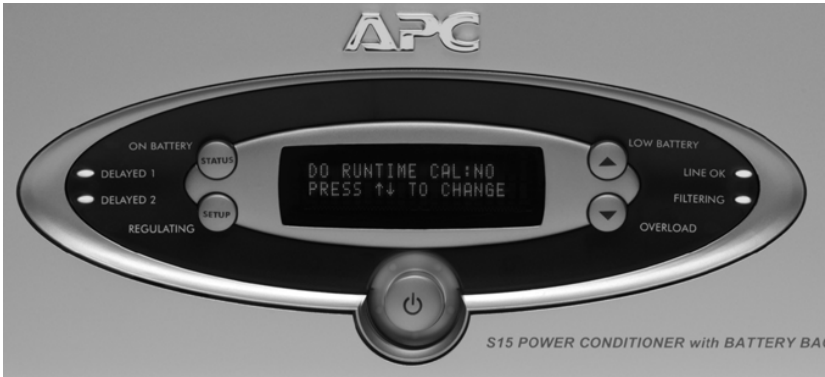 APC
ON BATTERY
DELAYED 1
DELAYED 2
REGULATING
STATUS
SETUP
DO RUNTIME CAL:NO
PRESS ↑↓ TO CHANGE
LOW BATTERY
LINE OK
FILTERING
OVERLOAD
S15 POWER CONDITIONER with BATTERY BAC